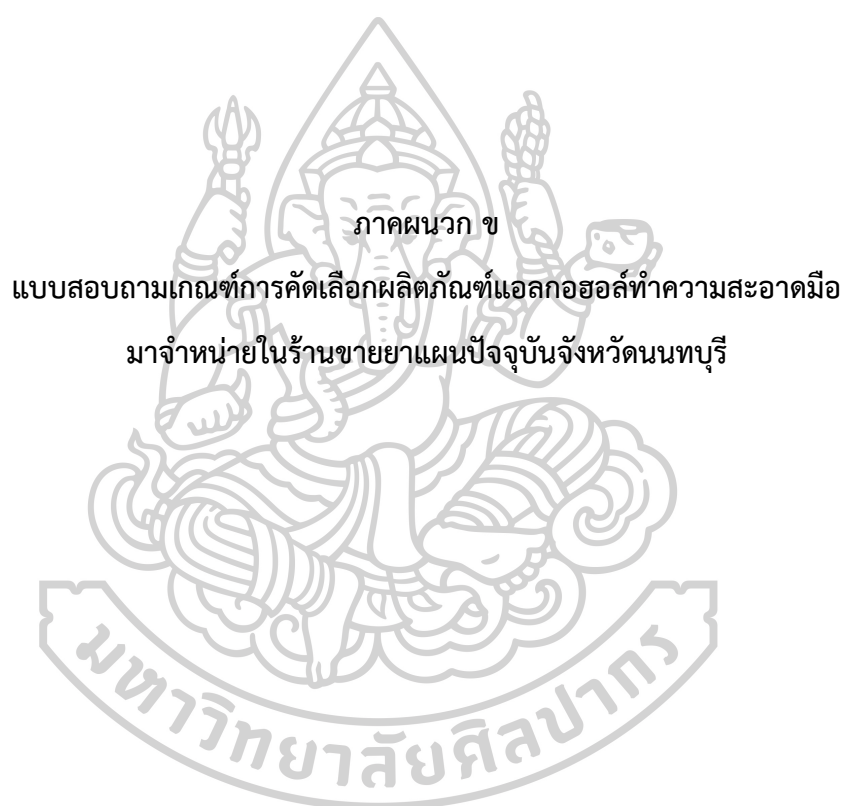 ภาคผนวก ข
แบบสอบถามเกณฑ์การคัดเลือกผลิตภัณฑ์แอลกอฮอล์ทำความสะอาดมือ
มาจำหน่ายในร้านขายยาแผนปัจจุบันจังหวัดนนทบุรี
มหาวิทยาลัยศิลปากร